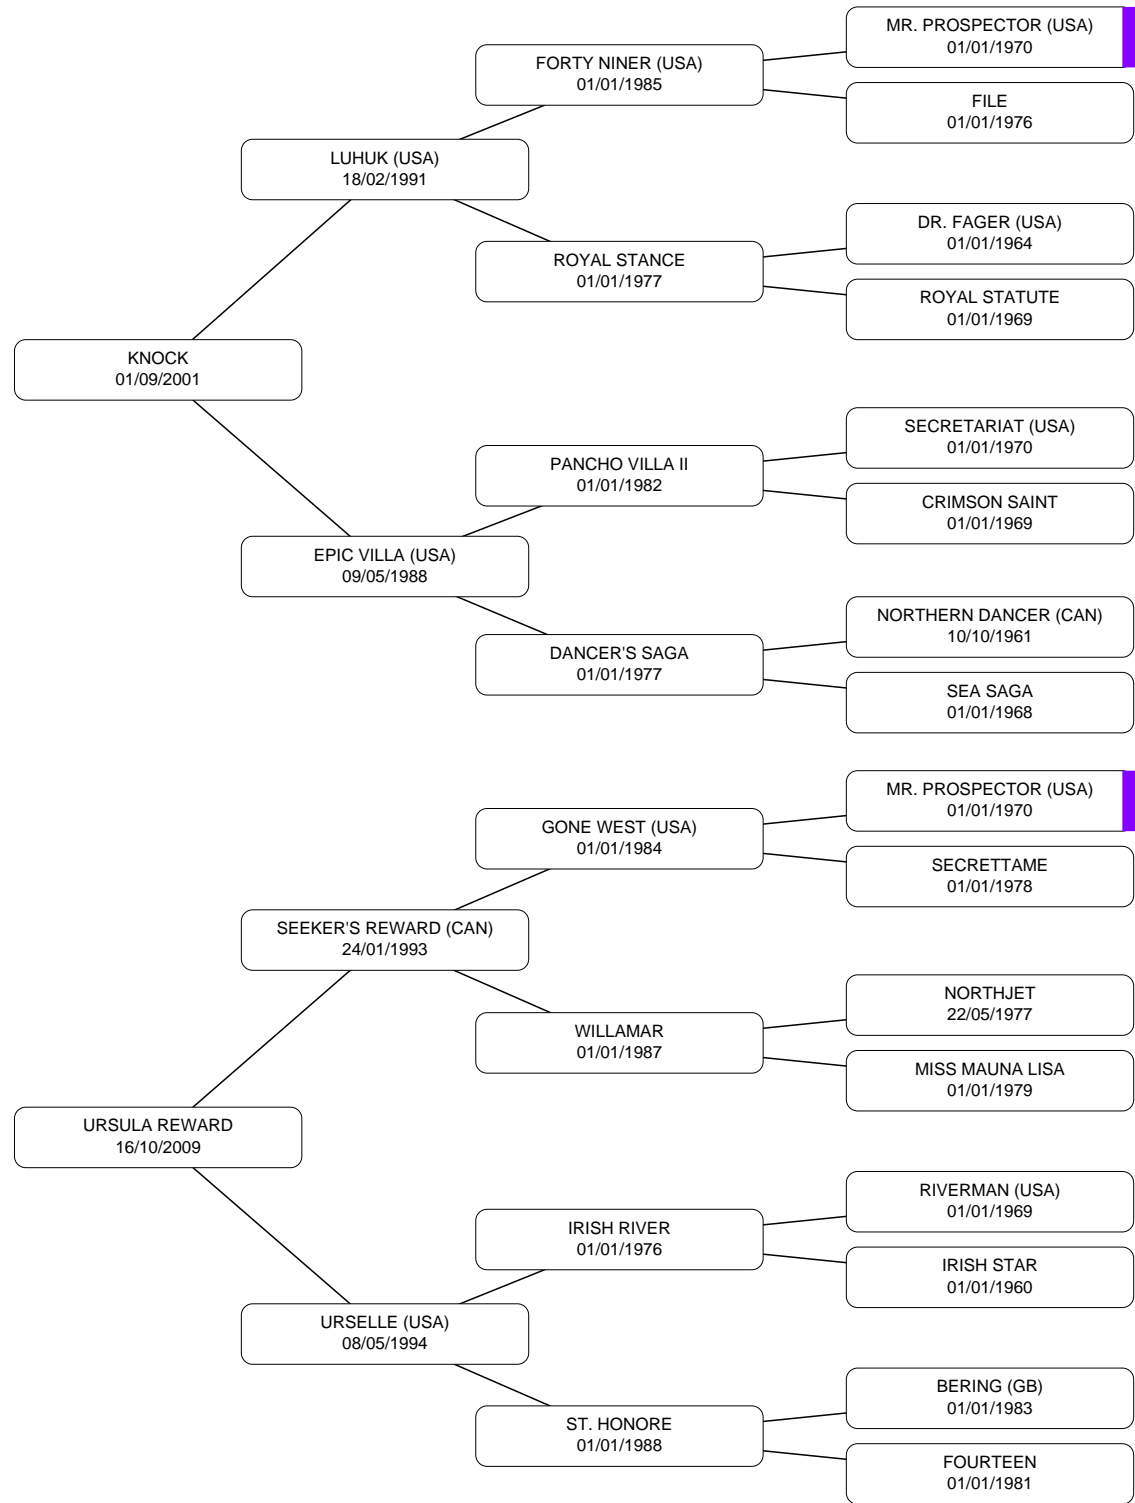 MR. PROSPECTOR (USA)
01/01/1970
FORTY NINER (USA)
01/01/1985
FILE
01/01/1976
LUHUK (USA)
18/02/1991
DR. FAGER (USA)
01/01/1964
ROYAL STANCE
01/01/1977
ROYAL STATUTE
01/01/1969
KNOCK
01/09/2001
SECRETARIAT (USA)
01/01/1970
PANCHO VILLA II
01/01/1982
CRIMSON SAINT
01/01/1969
EPIC VILLA (USA)
09/05/1988
NORTHERN DANCER (CAN)
10/10/1961
DANCER'S SAGA
01/01/1977
SEA SAGA
01/01/1968
MR. PROSPECTOR (USA)
01/01/1970
GONE WEST (USA)
01/01/1984
SECRETTAME
01/01/1978
SEEKER'S REWARD (CAN)
24/01/1993
NORTHJET
22/05/1977
WILLAMAR
01/01/1987
MISS MAUNA LISA
01/01/1979
URSULA REWARD
16/10/2009
RIVERMAN (USA)
01/01/1969
IRISH RIVER
01/01/1976
IRISH STAR
01/01/1960
URSELLE (USA)
08/05/1994
BERING (GB)
01/01/1983
ST. HONORE
01/01/1988
FOURTEEN
01/01/1981